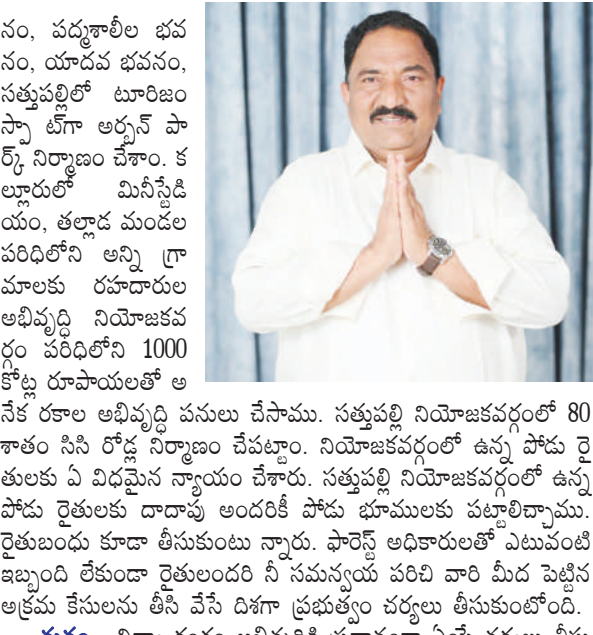 నం, పద్మశాలీల భవ
నం, యాదవ భవనం,
సత్తుపల్లిలో టూరిజం
స్పా ట్‌గా అర్బన్ పా
ర్క్ నిర్మాణం చేశాం. క
ల్లూరులో మినీస్టేడి
యం, తల్లాడ మండల
పరిధిలోని అన్ని గ్రా
మాలకు రహదారుల
అభివృద్ధి నియోజకవ
ర్గం పరిధిలోని 1000
కోట్ల రూపాయలతో అ
నేక రకాల అభివృద్ధి పనులు చేసాము. సత్తుపల్లి నియోజకవర్గంలో 80
శాతం సిసి రోడ్ల నిర్మాణం చేపట్టాం. నియోజకవర్గంలో ఉన్న పోడు రై
తులకు ఏ విధమైన న్యాయం చేశారు. సత్తుపల్లి నియోజకవర్గంలో ఉన్న
పోడు రైతులకు దాదాపు అందరికీ పోడు భూములకు పట్టాలిచ్చాము.
రైతుబంధు కూడా తీసుకుంటు న్నారు. ఫారెస్ట్ అధికారులతో ఎటువంటి
ఇబ్బంది లేకుండా రైతులందరి నీ సమన్వయ పరిచి వారి మీద పెట్టిన
అక్రమ కేసులను తీసి వేసే దిశగా ప్రభుత్వం చర్యలు తీసుకుంటోంది.